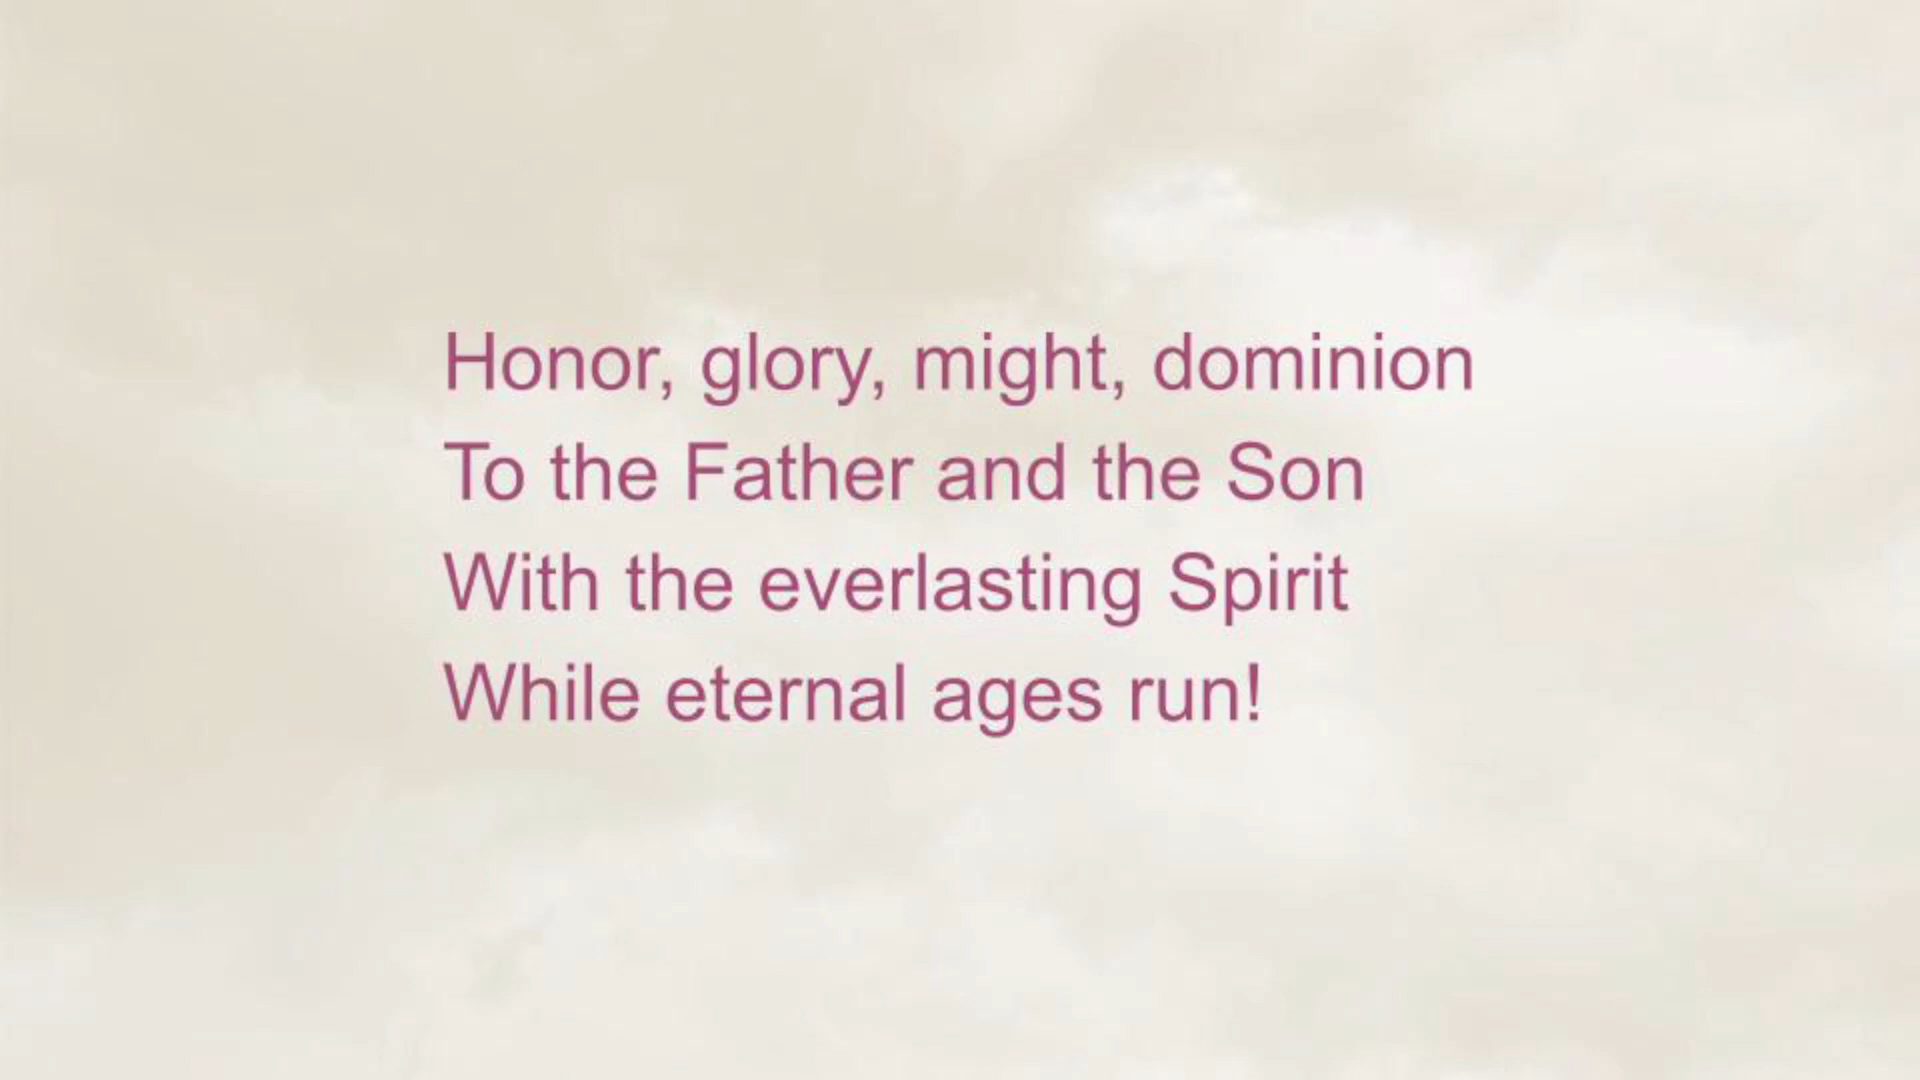 Honor, glory, might, dominion
To the Father and the Son
With the everlasting Spirit
While eternal ages run!